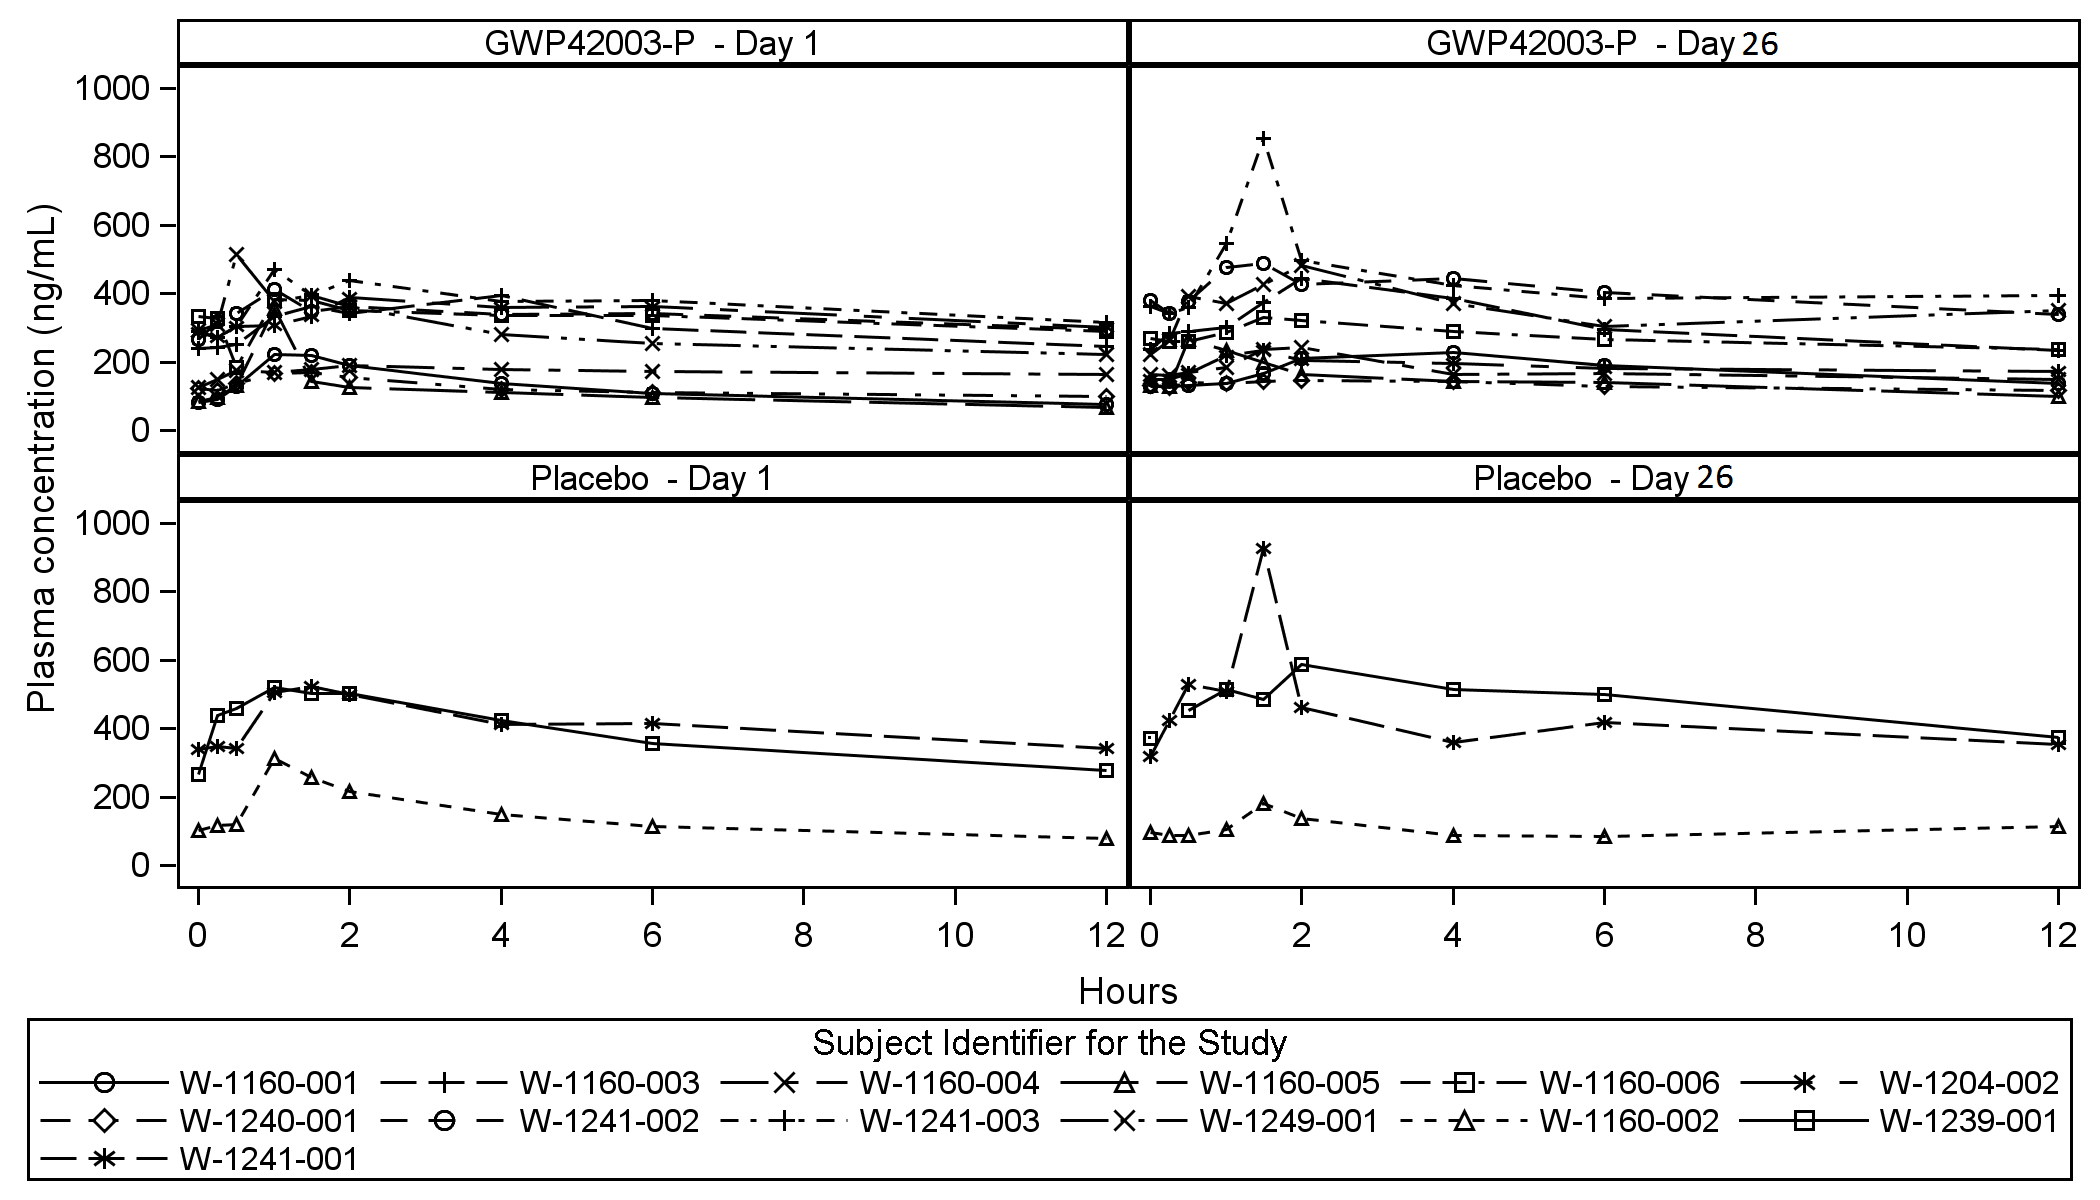 GWP42003-P - Day 1
GWP42003-P - Day 26
1000
800
600
400
200
0
Placebo - Day 1
Placebo - Day 26
1000
800
600
400
200
0
Plasma concentration (ng/mL)
0 2 4 6 8 10 12
0 2 4 6 8 10 12
Hours
Subject Identifier for the Study
W-1160-001 W-1160-003 W-1160-004 W-1160-005 W-1160-006 W-1204-002
W-1240-001 W-1241-002 W-1241-003 W-1249-001 W-1160-002 W-1239-001
W-1241-001